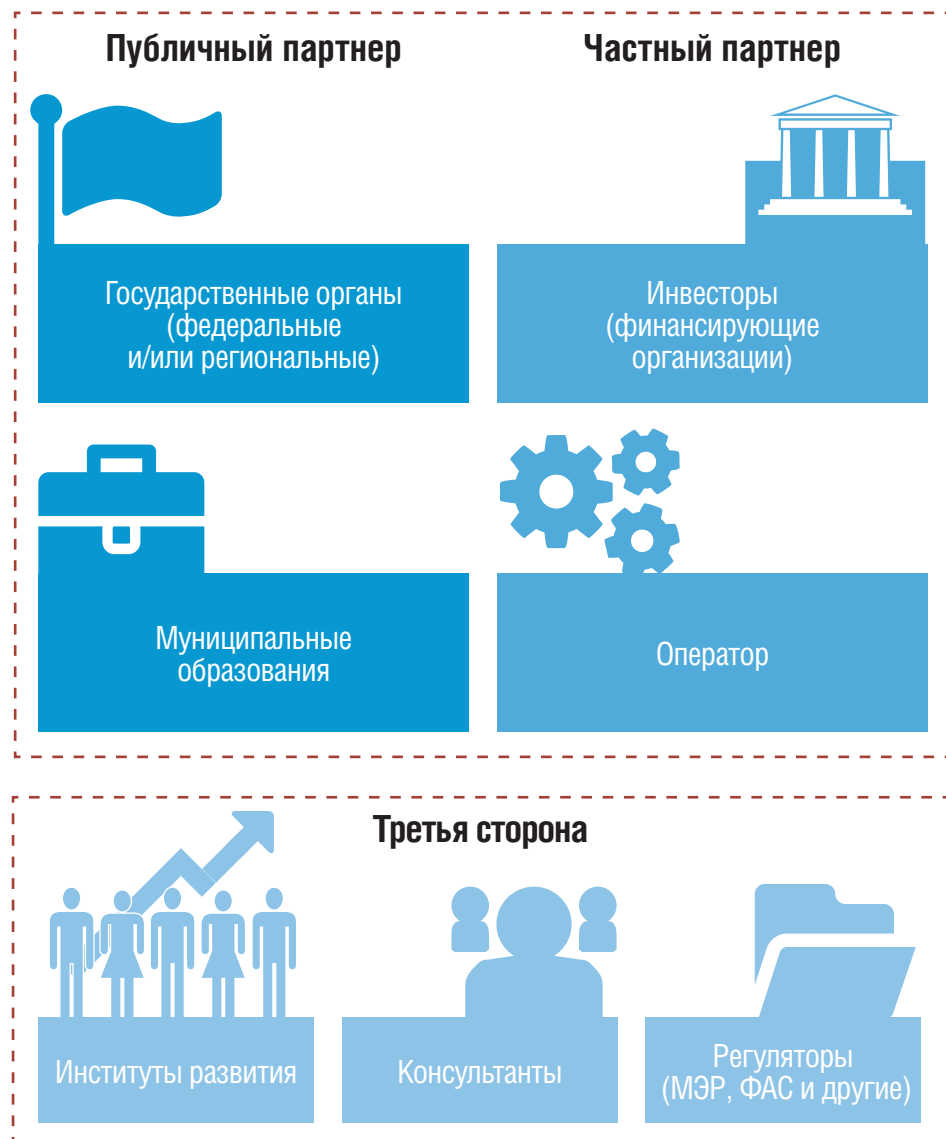 Публичный партнер
Частный партнер
Государственные органы
(федеральные
и/или региональные)
Инвесторы
(финансирующие
организации)
Муниципальные
образования
Оператор
Третья сторона
Институты развития
Консультанты
Регуляторы
(МЭР, ФАС и другие)